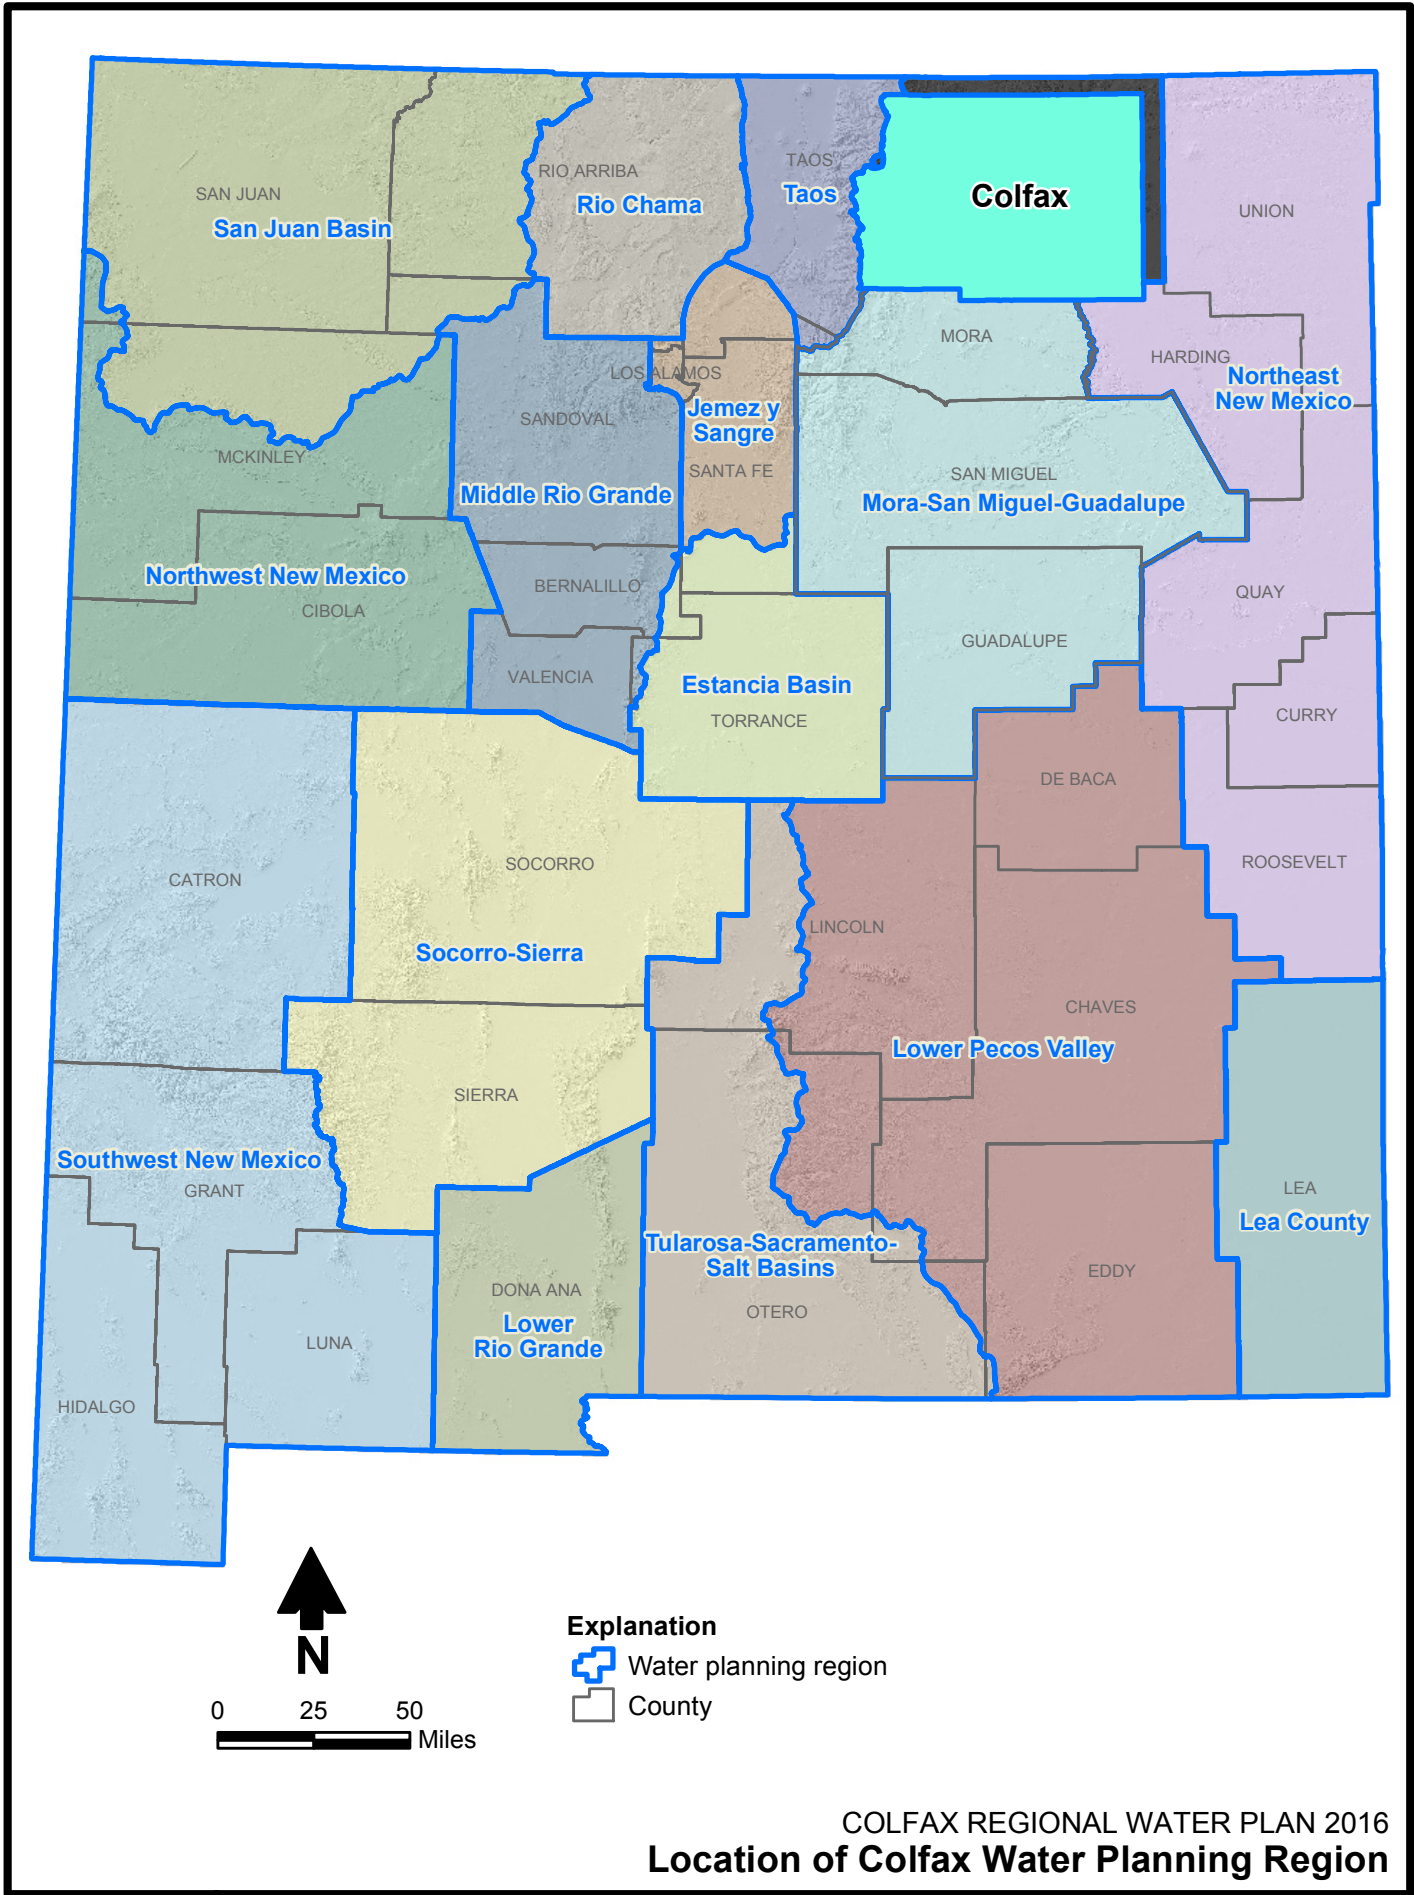 SAN JUAN
San Juan Basin
RIO ARRIBA
Rio Chama
TAOS
Taos
Colfax
UNION
MORA
HARDING
Northeast
New Mexico
LOS ALAMOS
SANDOVAL
Jemez y
Sangre
SANTA FE
MCKINLEY
Middle Rio Grande
SAN MIGUEL
Mora-San Miguel-Guadalupe
Northwest New Mexico
CIBOLA
BERNALILLO
QUAY
VALENCIA
GUADALUPE
Estancia Basin
TORRANCE
CURRY
DE BACA
CATRON
SOCORRO
ROOSEVELT
Socorro-Sierra
LINCOLN
CHAVES
Lower Pecos Valley
SIERRA
Southwest New Mexico
GRANT
LEA
Lea County
Tularosa-Sacramento-
Salt Basins
DONA ANA
Lower
Rio Grande
OTERO
EDDY
LUNA
HIDALGO
N
0 25 50
Miles
Explanation
Water planning region
County
COLFAX REGIONAL WATER PLAN 2016
Location of Colfax Water Planning Region